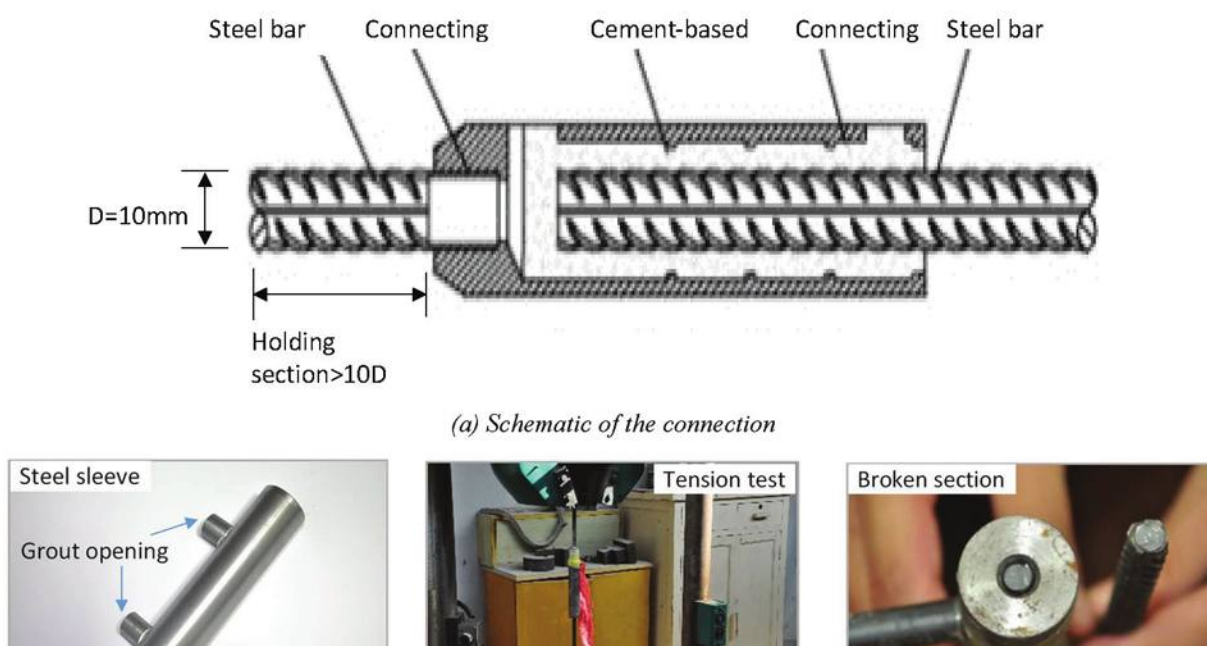 Steel bar Connecting Cement-based Connecting Steel bar
D=10mm
Holding
section>10D
(a) Schematic of the connection
Steel sleeve Tension test Broken section
Grout opening